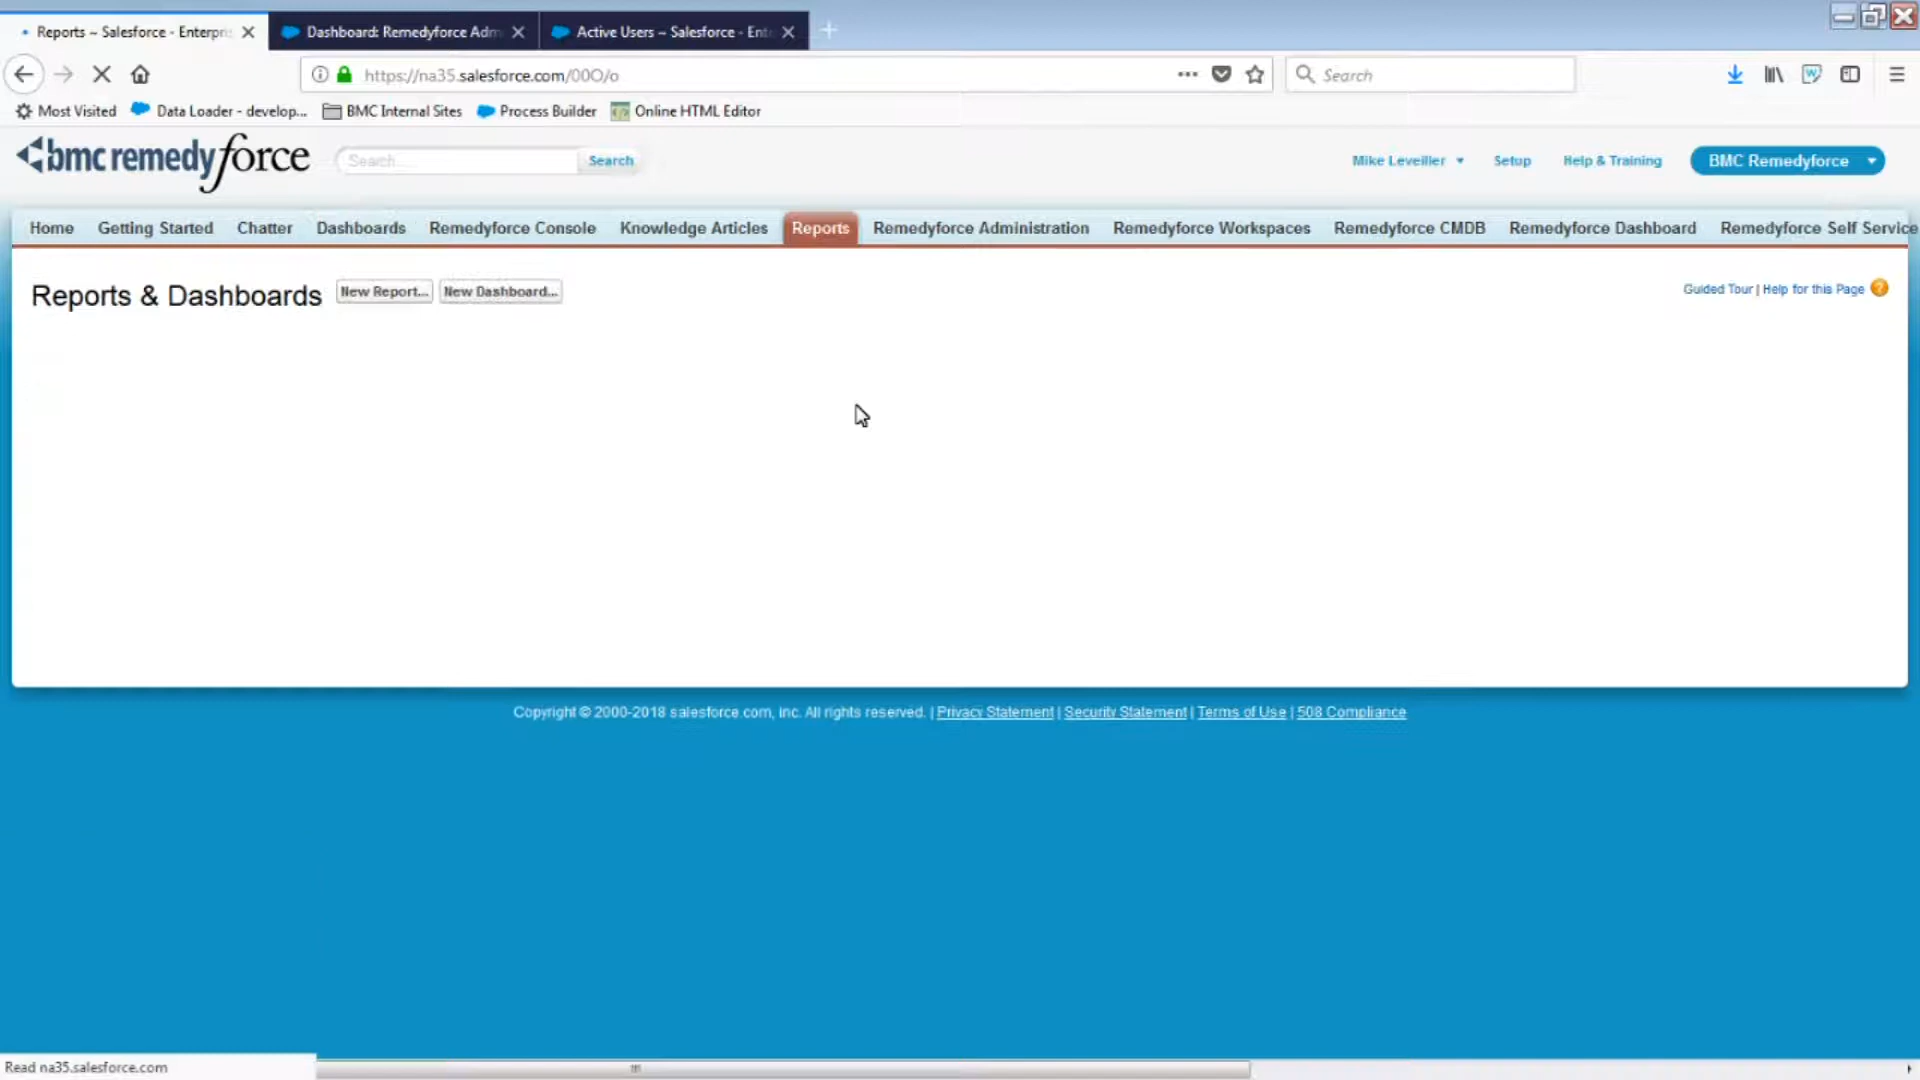 Reports ~ Salesforce - Enterpri
Dashboard: Remedyforce Adm
Active Users ~ Salesforce - Ent
https://na35.salesforce.com/00O/o
Search
Most Visited
Data Loader - develop...
BMC Internal Sites
Process Builder
Online HTML Editor
bmc remedyforce
Search...
Search
Mike Leveiller
Setup
Help & Training
BMC Remedyforce
Home
Getting Started
Chatter
Dashboards
Remedyforce Console
Knowledge Articles
Reports
Remedyforce Administration
Remedyforce Workspaces
Remedyforce CMDB
Remedyforce Dashboard
Remedyforce Self Service
Reports & Dashboards
New Report...
New Dashboard...
Guided Tour | Help for this Page
Copyright © 2000-2018 salesforce.com, inc. All rights reserved. | Privacy Statement | Security Statement | Terms of Use | 508 Compliance
Read na35.salesforce.com